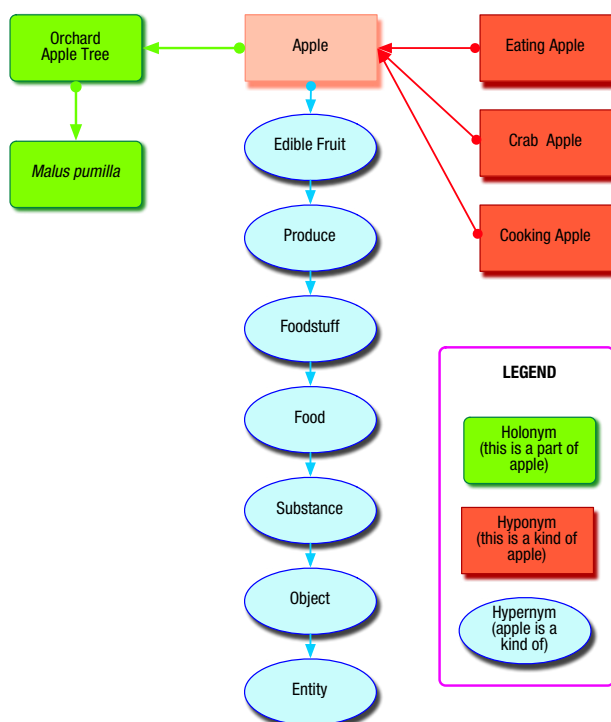 Orchard
Apple Tree
Apple
Eating Apple
Malus pumilla
Edible Fruit
Crab Apple
Produce
Cooking Apple
Foodstuff
Food
Substance
Object
Entity
LEGEND
Holonym
(this is a part of
apple)
Hyponym
(this is a kind of
apple)
Hypernym
(apple is a
kind of)